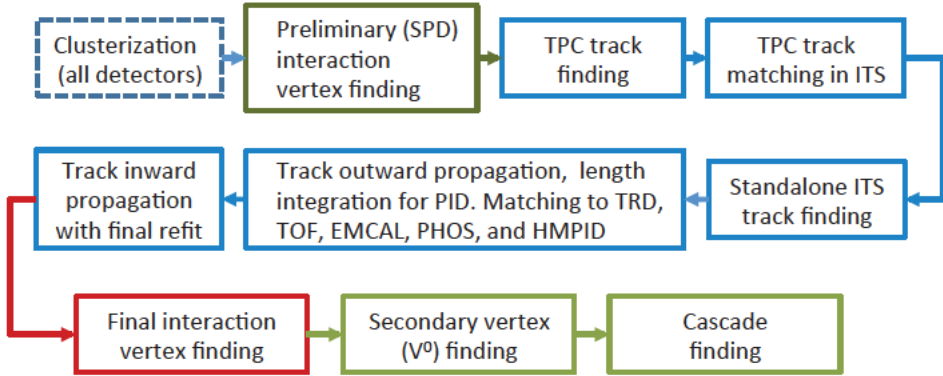 Clusterization
(all detectors)
Preliminary (SPD)
interaction
vertex finding
TPC track
finding
TPC track
matching in ITS
Standalone ITS
track finding
Track outward propagation, length
integration for PID. Matching to TRD,
TOF, EMCAL, PHOS, and HMPID
Track inward
propagation
with final refit
Final interaction
vertex finding
Secondary vertex
(V⁰) finding
Cascade
finding